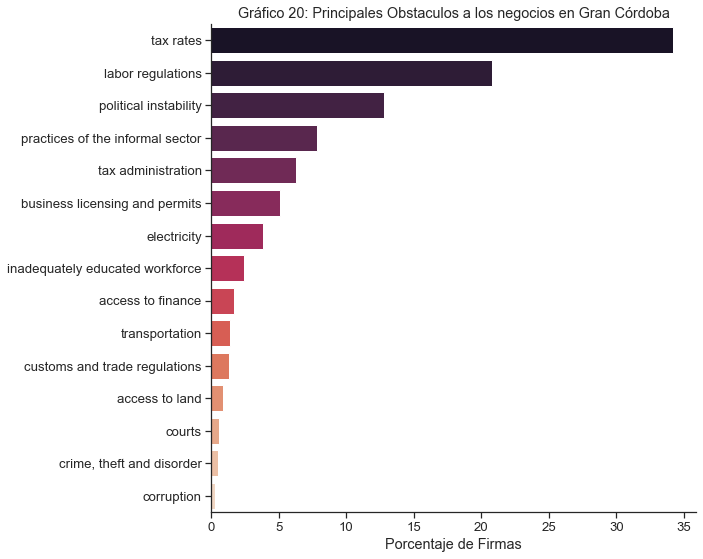 Gráfico 20: Principales Obstaculos a los negocios en Gran Córdoba
tax rates
labor regulations
political instability
practices of the informal sector
tax administration
business licensing and permits
electricity
inadequately educated workforce
access to finance
transportation
customs and trade regulations
access to land
courts
crime, theft and disorder
corruption
0 5 10 15 20 25 30 35
Porcentaje de Firmas